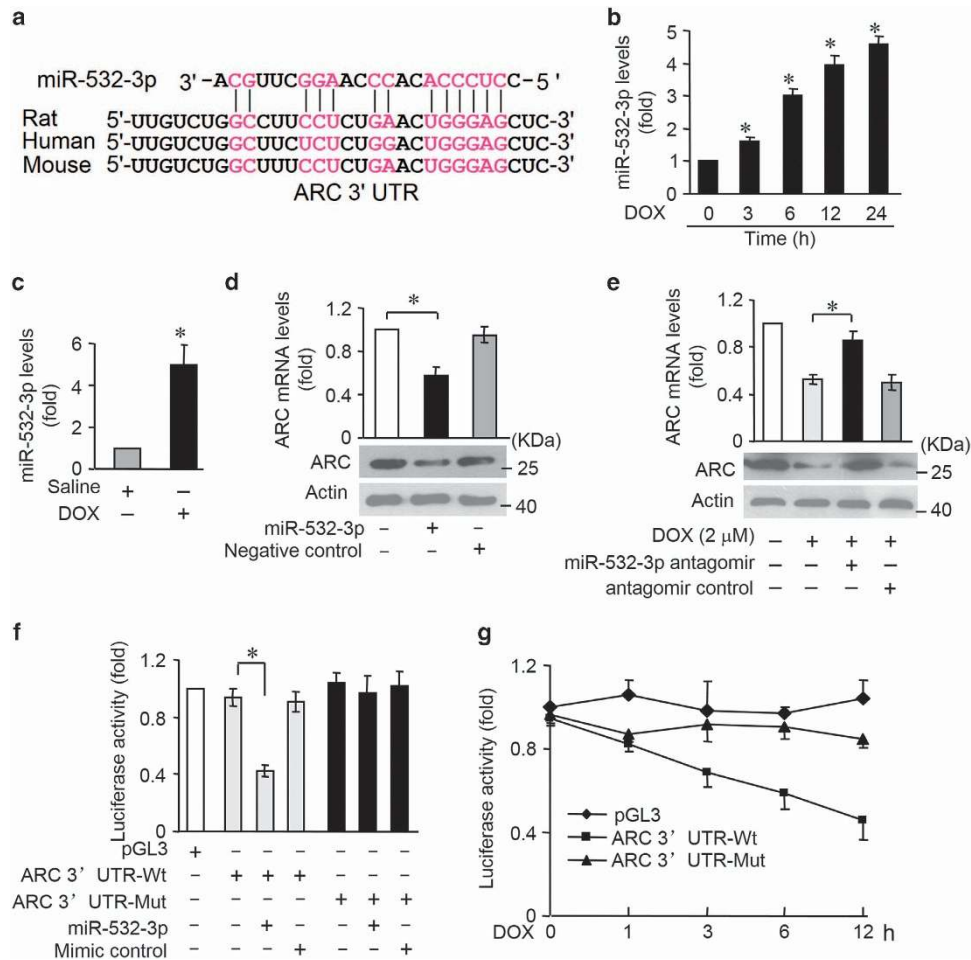 a
miR-532-3p 3'-ACGUUCGGAACCCACACCCUCC-5'
Rat 5'-UUGUCUGGCCUUCCUCUGAACUGGGAGCUC-3'
Human 5'-UUGUCUGGCUUCUCUCUGGACUGGGAGCUC-3'
Mouse 5'-UUGUCUGGCUUUCCUCUGAACUGGGAGCUC-3'
ARC 3' UTR
b
miR-532-3p levels
(fold)
5
4
3
2
1
0
* * * *
DOX 0 3 6 12 24
Time (h)
c
miR-532-3p levels
(fold)
6
4
2
0
*
Saline + –
DOX – +
d
ARC mRNA levels
(fold)
1.2
0.8
0.4
0
*
(KDa)
ARC 25
Actin 40
miR-532-3p – + –
Negative control – – +
e
ARC mRNA levels
(fold)
1.2
0.8
0.4
0
*
(KDa)
ARC 25
Actin 40
DOX (2 μM) – + + +
miR-532-3p antagomir – – + –
antagomir control – – – +
f
Luciferase activity (fold)
1.2
0.8
0.4
0
*
pGL3 + – – – – – –
ARC 3' UTR-Wt – + + + – – –
ARC 3' UTR-Mut – – – – + + +
miR-532-3p – – + – – + –
Mimic control – – – + – – +
g
Luciferase activity (fold)
1.2
0.8
0.4
0
pGL3
ARC 3' UTR-Wt
ARC 3' UTR-Mut
DOX 0 1 3 6 12 h